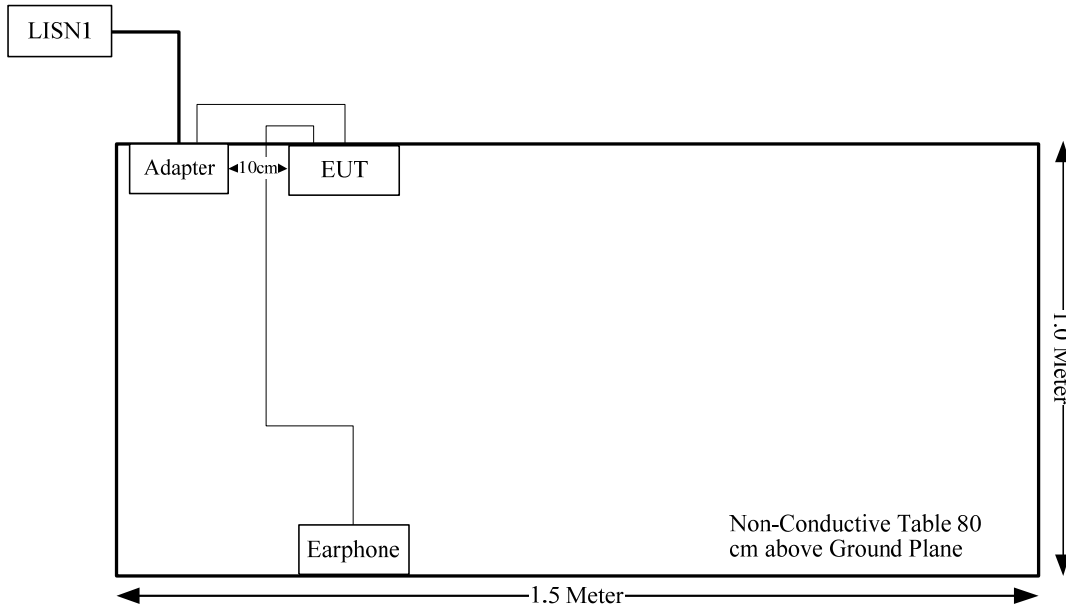 LISN1
Adapter
10cm
EUT
1.0 Meter
Earphone
Non-Conductive Table 80
cm above Ground Plane
1.5 Meter